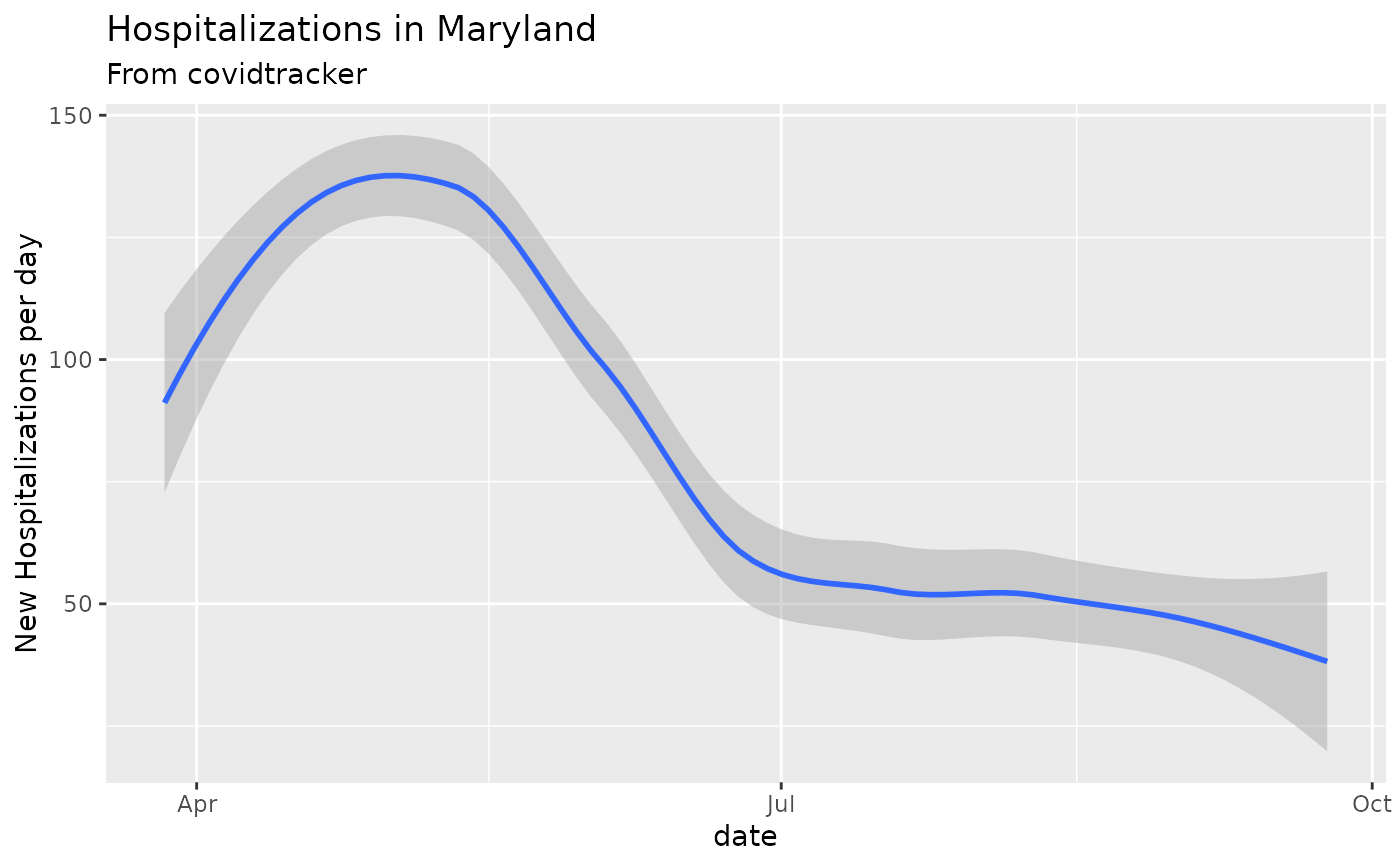 Hospitalizations in Maryland
From covidtracker
150
100
50
New Hospitalizations per day
Apr
Jul
Oct
date